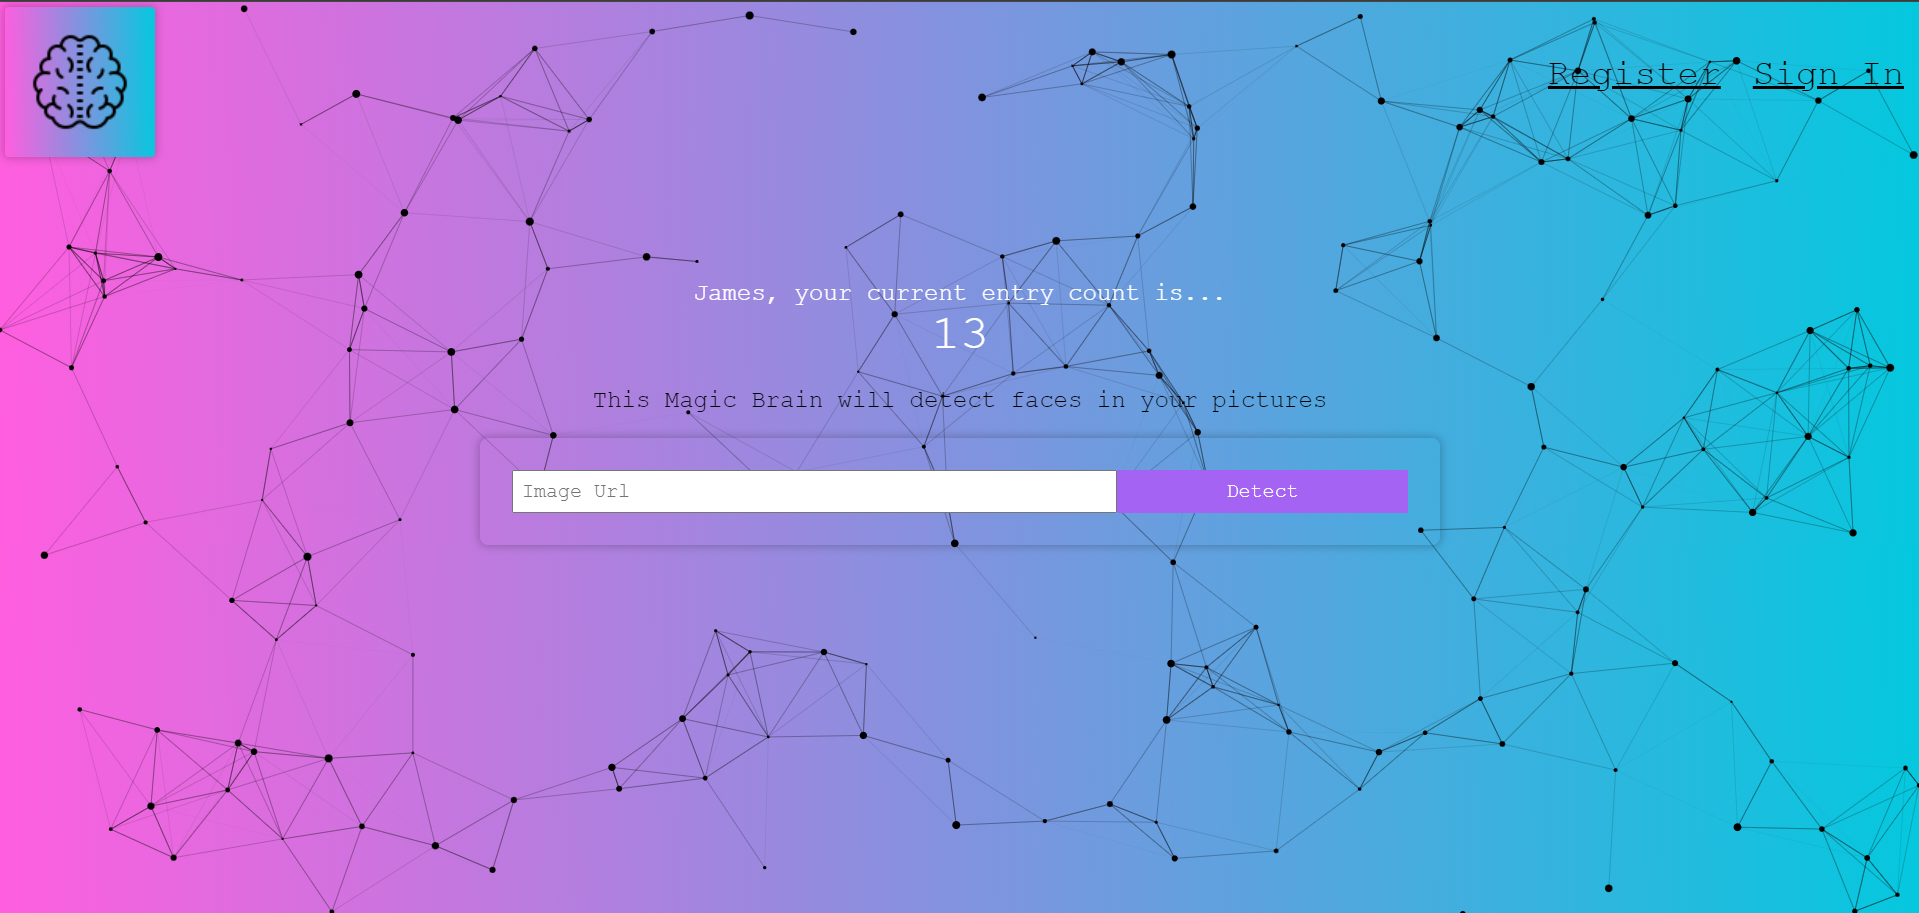 Register Sign In
James, your current entry count is...
13
This Magic Brain will detect faces in your pictures
Image Url Detect